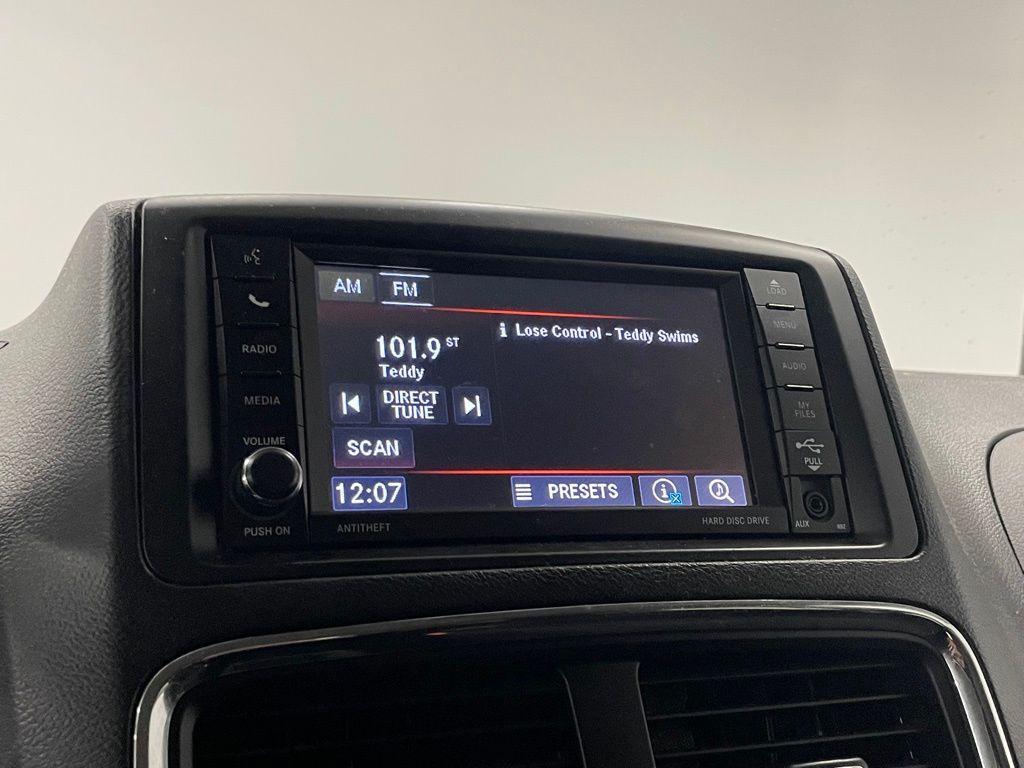 AM FM
Lose Control - Teddy Swims
101.9 ST
Teddy
DIRECT
TUNE
SCAN
12:07
PRESETS
RADIO
MEDIA
VOLUME
PUSH ON
ANTITHEFT
HARD DISC DRIVE
LOAD
MENU
AUDIO
MY
FILES
PULL
AUX
RBZ